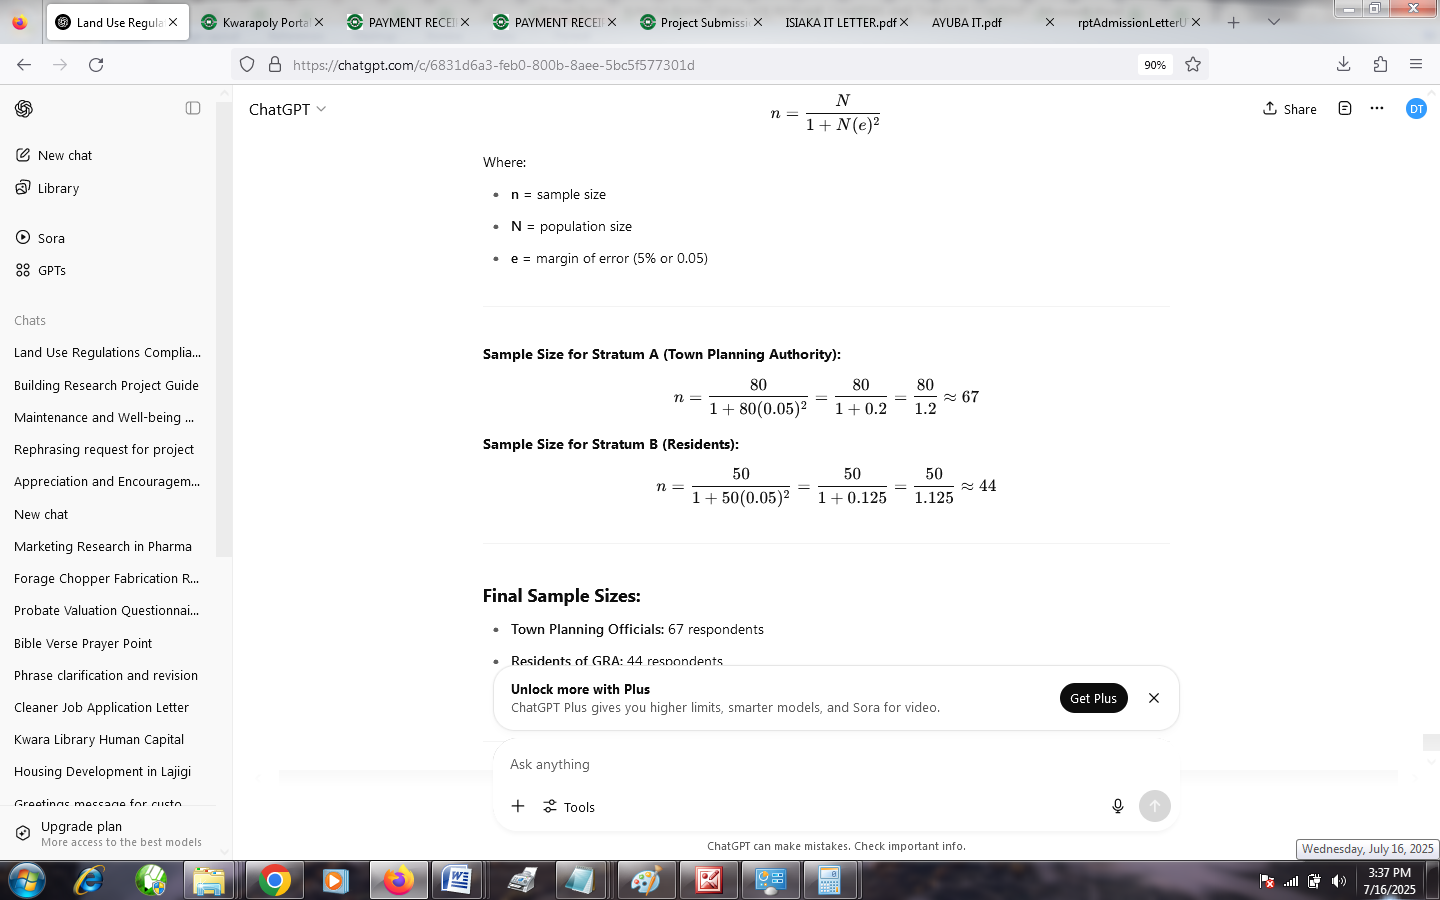 Land Use Regula
Kwarapoly Portal
PAYMENT RECEI
PAYMENT RECEI
Project Submissi
ISIAKA IT LETTER.pdf
AYUBA IT.pdf
rptAdmissionLetterU
https://chatgpt.com/c/6831d6a3-feb0-800b-8aee-5bc5f577301d
90%
ChatGPT
Share
DT
New chat
Library
Sora
GPTs
Chats
Land Use Regulations Complia...
Building Research Project Guide
Maintenance and Well-being ...
Rephrasing request for project
Appreciation and Encouragem...
New chat
Marketing Research in Pharma
Forage Chopper Fabrication R...
Probate Valuation Questionnai...
Bible Verse Prayer Point
Phrase clarification and revision
Cleaner Job Application Letter
Kwara Library Human Capital
Housing Development in Lajigi
Greetings message for custo
Upgrade plan
More access to the best models
n = N / 1 + N(e)²
Where:
• n = sample size
• N = population size
• e = margin of error (5% or 0.05)
Sample Size for Stratum A (Town Planning Authority):
n = 80 / 1 + 80(0.05)² = 80 / 1 + 0.2 = 80 / 1.2 ≈ 67
Sample Size for Stratum B (Residents):
n = 50 / 1 + 50(0.05)² = 50 / 1 + 0.125 = 50 / 1.125 ≈ 44
Final Sample Sizes:
• Town Planning Officials: 67 respondents
• Residents of GRA: 44 respondents
Unlock more with Plus
ChatGPT Plus gives you higher limits, smarter models, and Sora for video.
Get Plus
Ask anything
Tools
ChatGPT can make mistakes. Check important info.
Wednesday, July 16, 2025
3:37 PM
7/16/2025